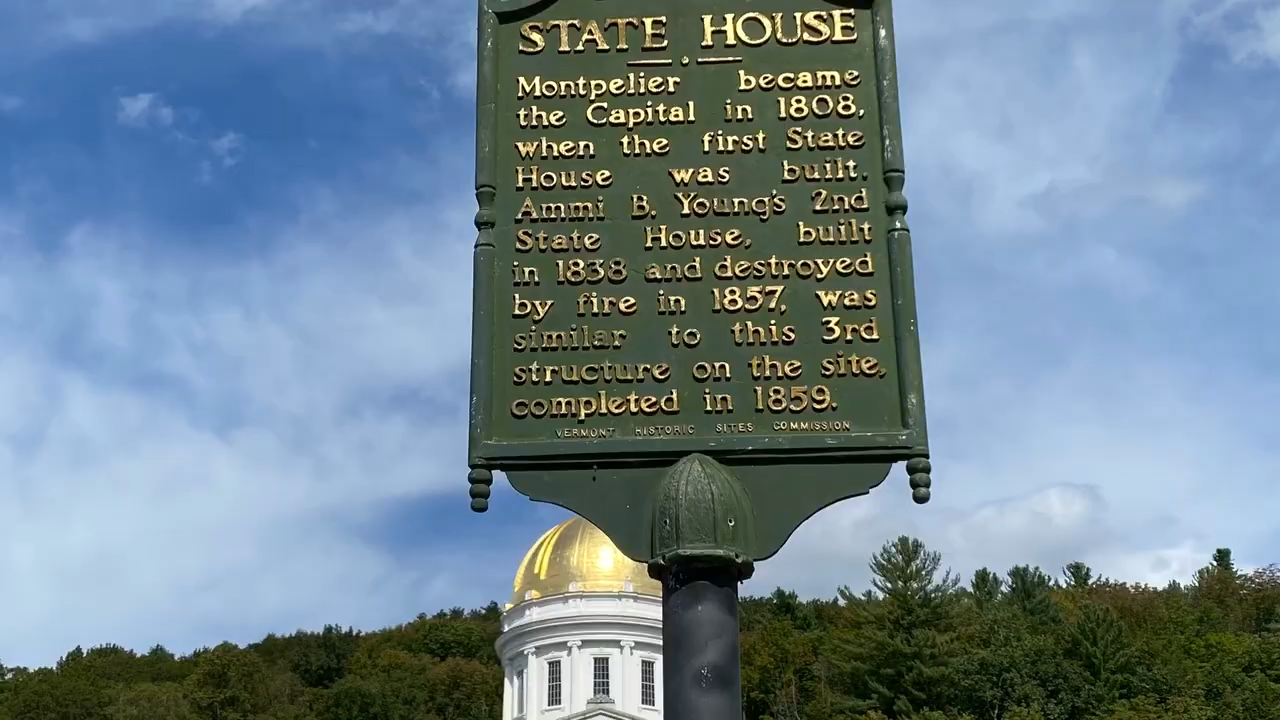 STATE HOUSE
Montpelier became
the Capital in 1808,
when the first State
House was built.
Ammi B. Young's 2nd
State House, built
in 1838 and destroyed
by fire in 1857, was
similar to this 3rd
structure on the site,
completed in 1859.
VERMONT HISTORIC SITES COMMISSION